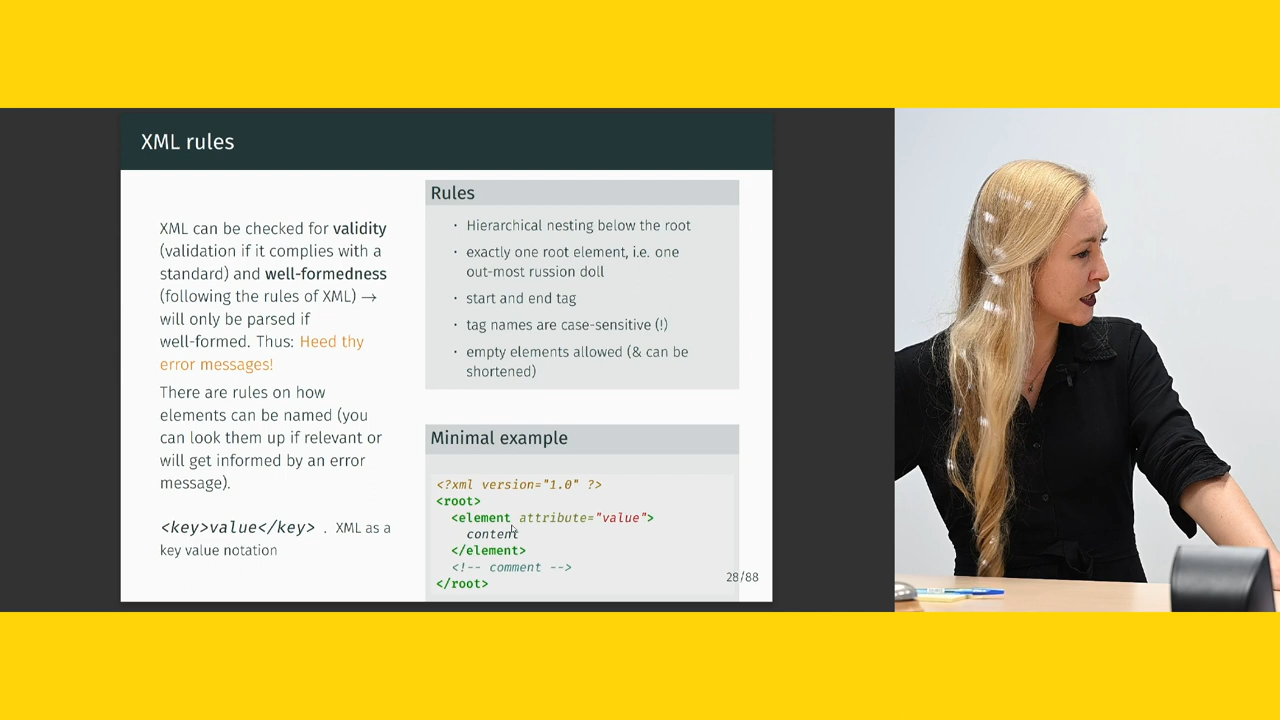 XML rules
XML can be checked for validity
(validation if it complies with a
standard) and well-formedness
(following the rules of XML) →
will only be parsed if
well-formed. Thus: Heed thy
error messages!
There are rules on how
elements can be named (you
can look them up if relevant or
will get informed by an error
message).
<key>value</key> . XML as a
key value notation
Rules
· Hierarchical nesting below the root
· exactly one root element, i.e. one
out-most russion doll
· start and end tag
· tag names are case-sensitive (!)
· empty elements allowed (& can be
shortened)
Minimal example
<?xml version="1.0" ?>
<root>
<element attribute="value">
content
</element>
<!-- comment -->
</root>
28/88